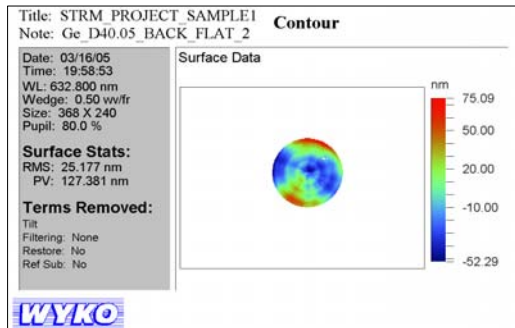 Title: STRM_PROJECT_SAMPLE1
Note: Ge_D40.05_BACK_FLAT_2
Contour
Date: 03/16/05
Time: 19:58:53
WL: 632.800 nm
Wedge: 0.50 wv/fr
Size: 368 X 240
Pupil: 80.0 %
Surface Stats:
RMS: 25.177 nm
PV: 127.381 nm
Terms Removed:
Tilt
Filtering: None
Restore: No
Ref Sub: No
Surface Data
nm
75.09
50.00
20.00
-10.00
-52.29
WYKO